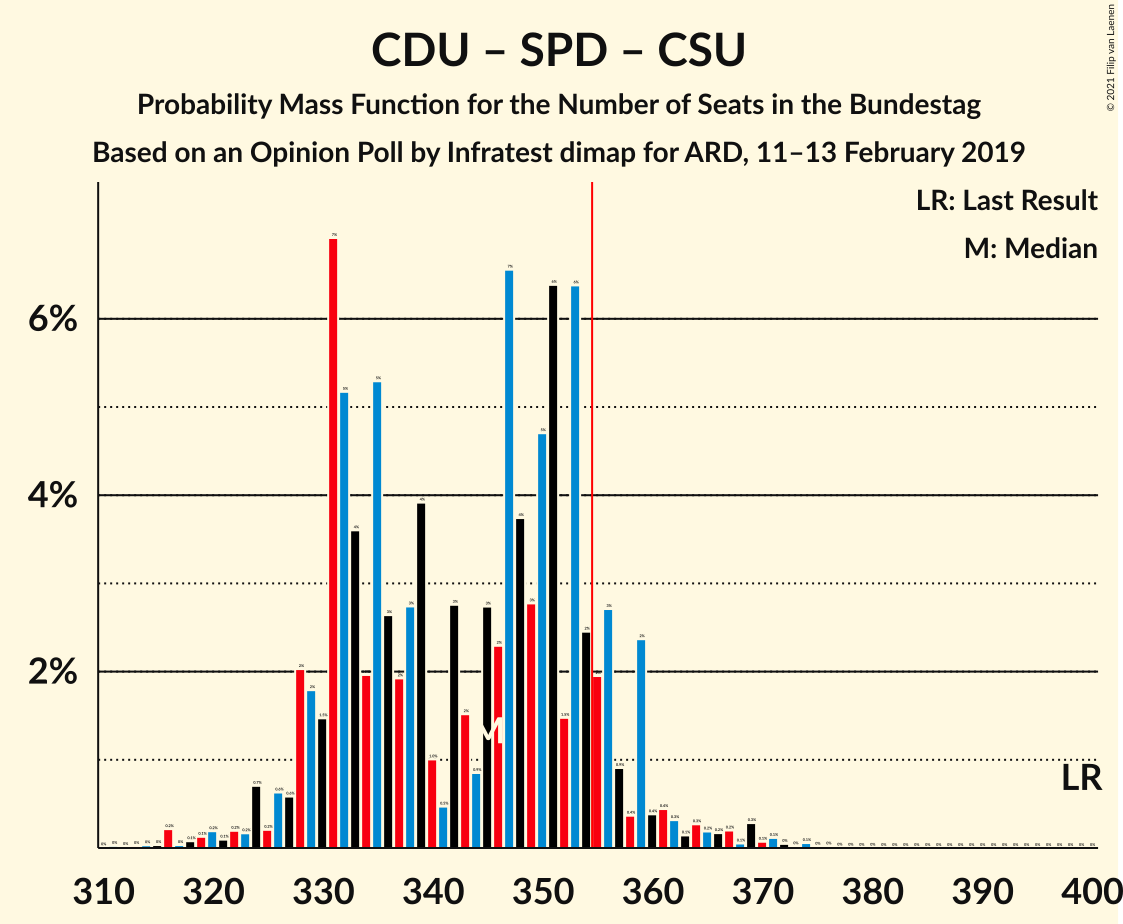 CDU – SPD – CSU
Probability Mass Function for the Number of Seats in the Bundestag
Based on an Opinion Poll by Infratest dimap for ARD, 11–13 February 2019
© 2021 Filip van Laenen
LR: Last Result
M: Median
6%
4%
2%
M
LR
310 320 330 340 350 360 370 380 390 400